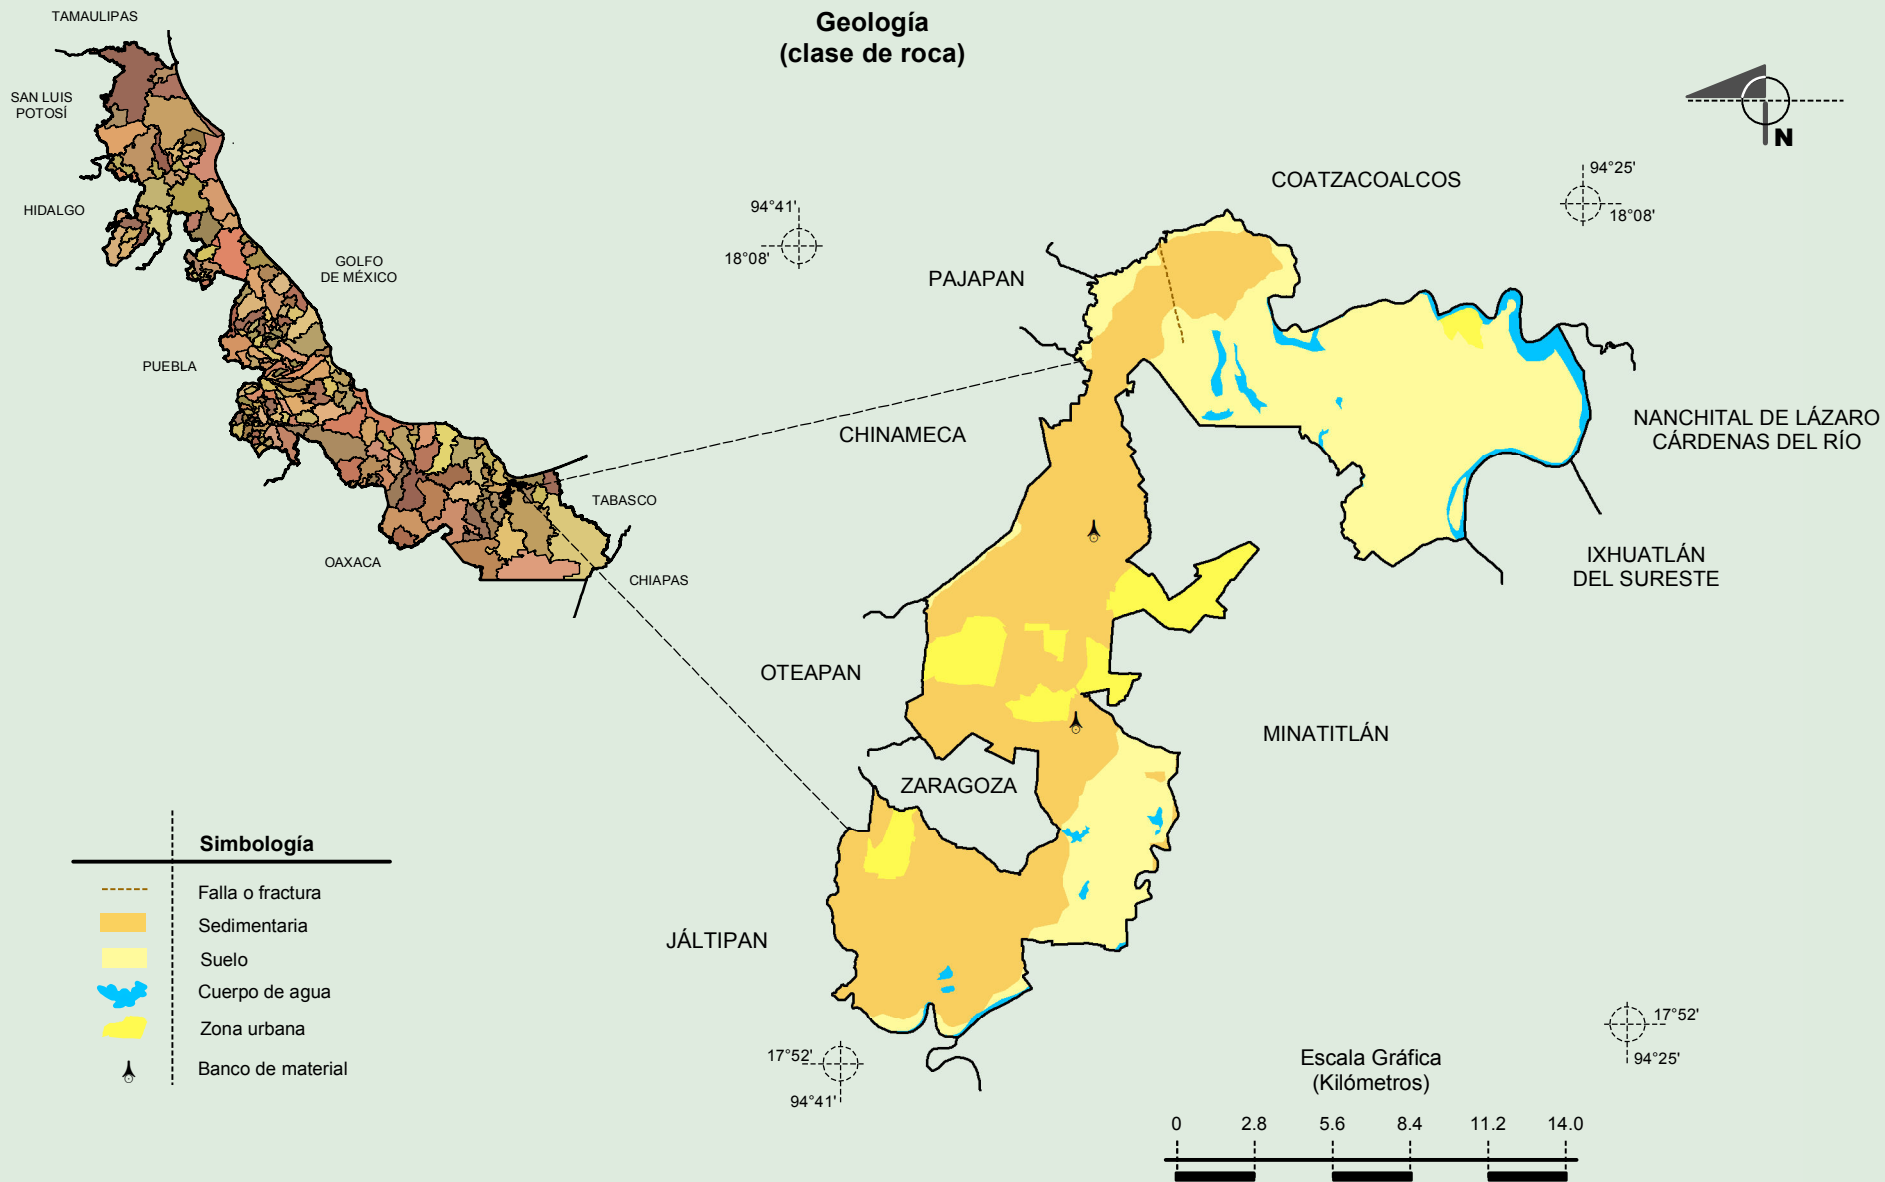 Geología
(clase de roca)
TAMAULIPAS
SAN LUIS
POTOSÍ
HIDALGO
GOLFO
DE MÉXICO
PUEBLA
TABASCO
OAXACA
CHIAPAS
N
94°41'
18°08'
94°25'
18°08'
COATZACOALCOS
PAJAPAN
CHINAMECA
NANCHITAL DE LÁZARO
CÁRDENAS DEL RÍO
IXHUATLÁN
DEL SURESTE
OTEAPAN
MINATITLÁN
ZARAGOZA
JÁLTIPAN
17°52'
94°41'
17°52'
94°25'
Simbología
Falla o fractura
Sedimentaria
Suelo
Cuerpo de agua
Zona urbana
Banco de material
Escala Gráfica
(Kilómetros)
0 2.8 5.6 8.4 11.2 14.0